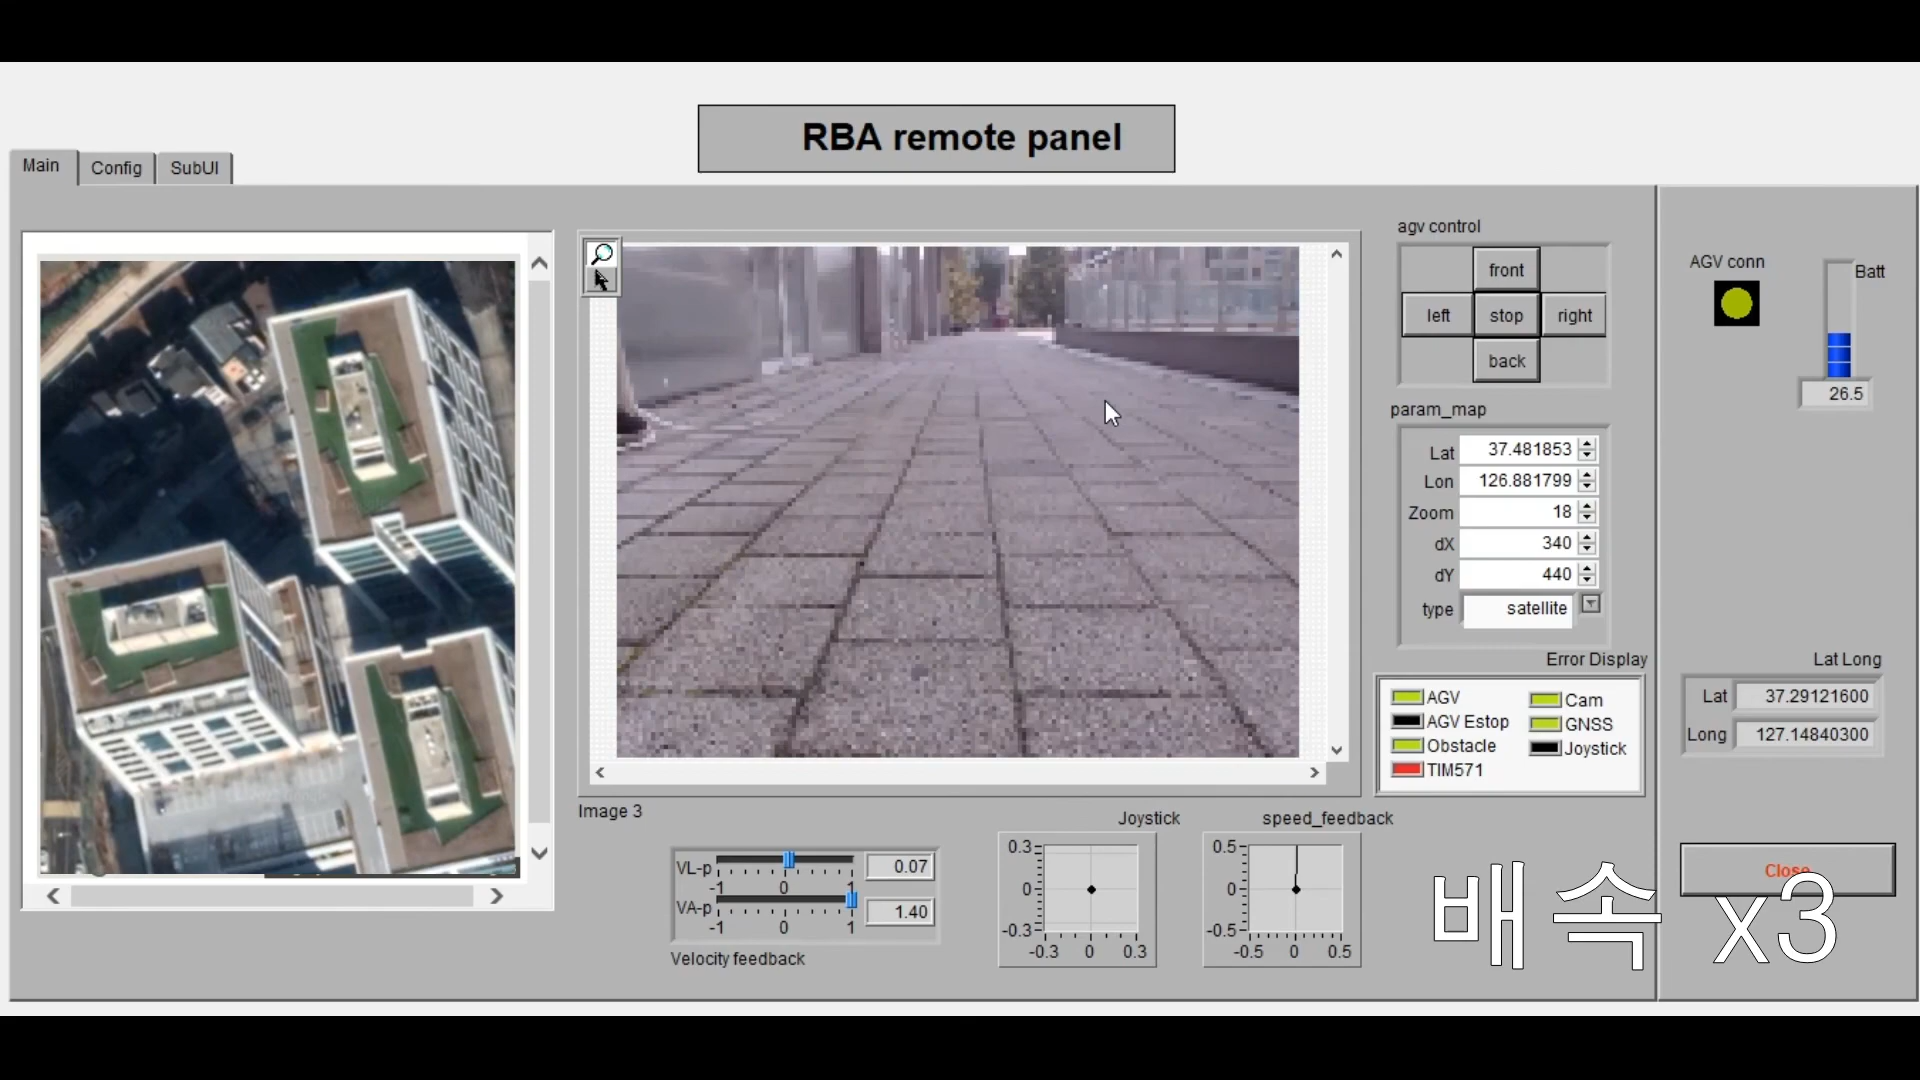 RBA remote panel
Main
Config
SubUI
agv control
front
left
stop
right
back
AGV conn
Batt
26.5
param_map
Lat 37.481853
Lon 126.881799
Zoom 18
dX 340
dY 440
type satellite
Error Display
AGV
Cam
AGV Estop
GNSS
Obstacle
Joystick
TIM571
Lat Long
Lat 37.29121600
Long 127.14840300
Image 3
VL-p
-1 0 1
0.07
VA-p
-1 0 1
1.40
Velocity feedback
Joystick
0.3
0
-0.3
-0.3 0 0.3
speed_feedback
0.5
0
-0.5
-0.5 0 0.5
Close
배속 x3